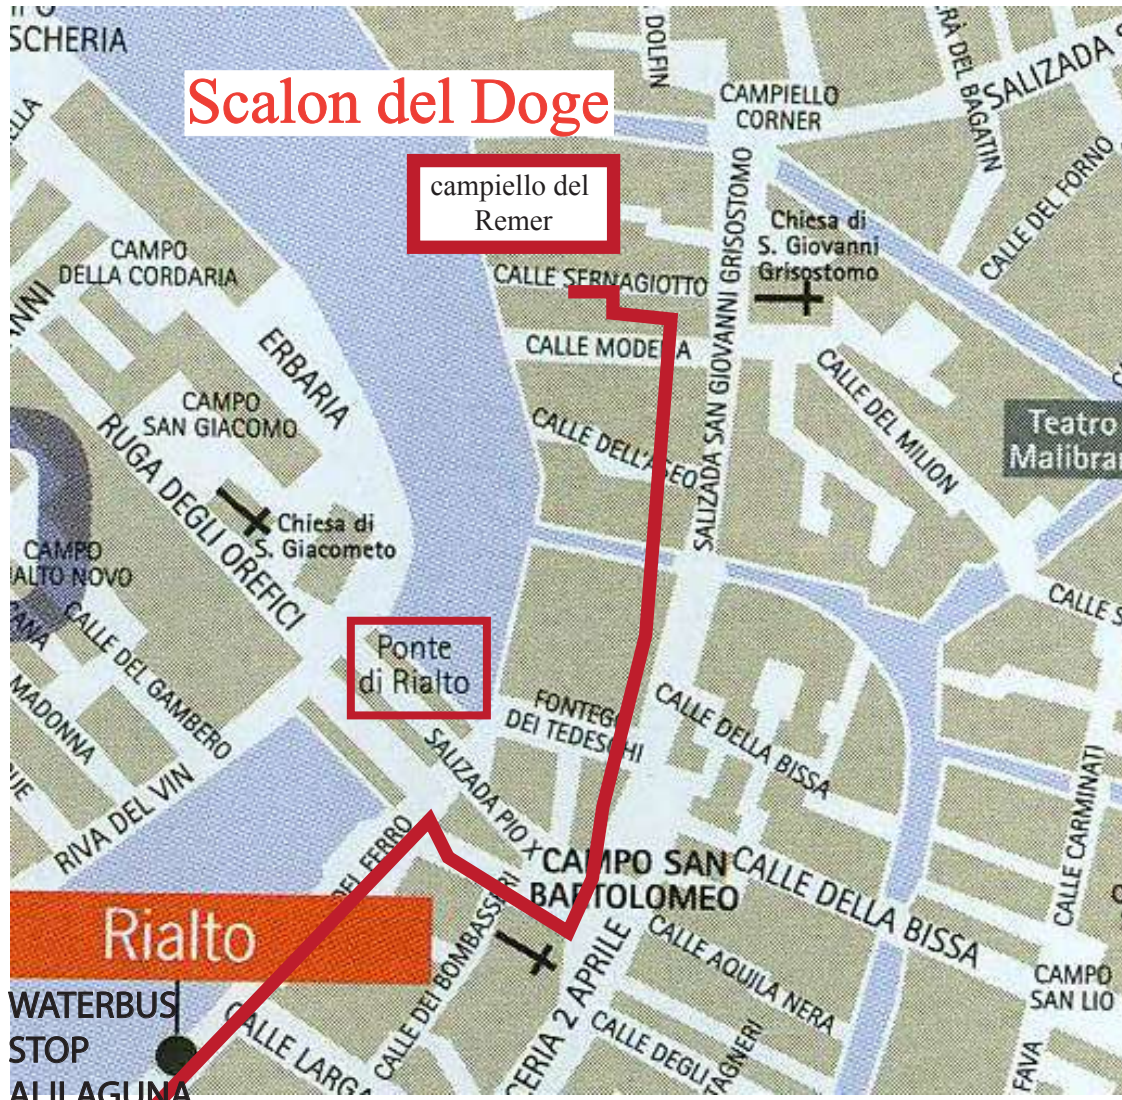 SCHERIA
DOLFIN
CAMPIELLO
CORNER
SALIZADA
Scalon del Doge
campiello del
Remer
CALLE DEL FORNO
CAMPO
DELLA CORDARIA
Chiesa di
S. Giovanni
Grisostomo
CALLE SERNAGIOTTO
SALIZADA SAN GIOVANNI GRISOSTOMO
ERBARIA
CALLE MODENA
CALLE DEL MILION
CAMPO
SAN GIACOMO
RUGA DEGLI OREFICI
CALLE DELL'
Teatro
Malibran
Chiesa di
S. Giacometo
CAMPO
ALTO NOVO
CALLE DEL GAMBERO
CALLE S
Ponte
di Rialto
MADONNA
FONTEGO
DEI TEDESCHI
CALLE DELLA BISSA
SALIZADA PIO X
RIVA DEL VIN
CALLE CARMINATI
DEL FERRO
CAMPO SAN
BARTOLOMEO
CALLE DELLA BISSA
Rialto
CALLE DEI BOMBASSERI
CALLE AQUILA NERA
CAMPO
SAN LIO
WATERBUS
STOP
ALILAGUNA
CALLE LARGA
CERIA 2 APRILE
CALLE DEGLI
TAGNERI
FAVA